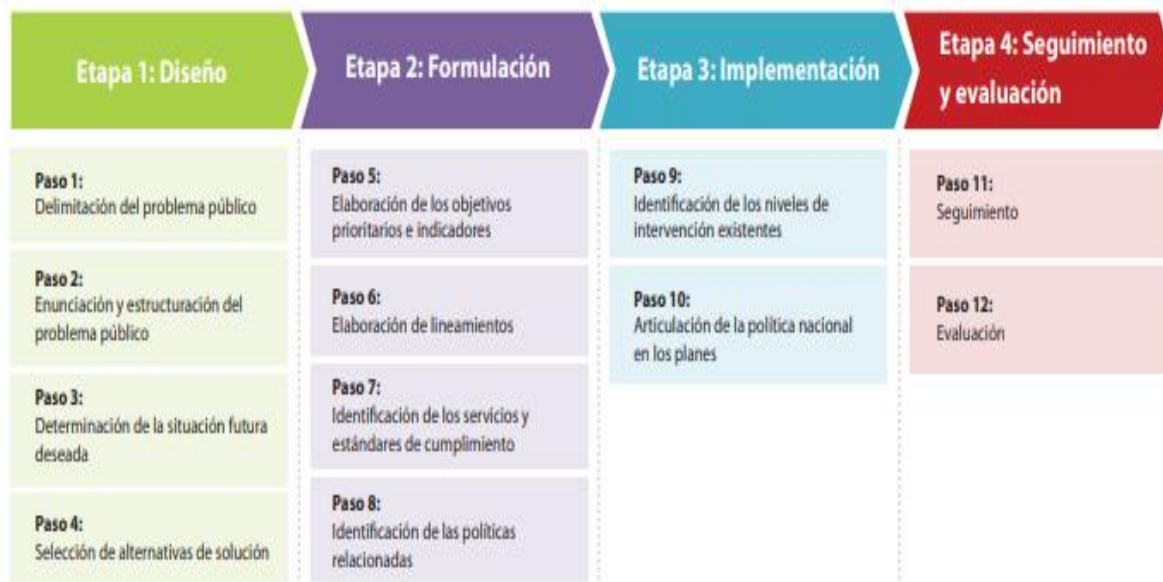 Etapa 1: Diseño
Paso 1:
Delimitación del problema público
Paso 2:
Enunciación y estructuración del
problema público
Paso 3:
Determinación de la situación futura
deseada
Paso 4:
Selección de alternativas de solución
Etapa 2: Formulación
Paso 5:
Elaboración de los objetivos
prioritarios e indicadores
Paso 6:
Elaboración de lineamientos
Paso 7:
Identificación de los servicios y
estándares de cumplimiento
Paso 8:
Identificación de las políticas
relacionadas
Etapa 3: Implementación
Paso 9:
Identificación de los niveles de
intervención existentes
Paso 10:
Articulación de la política nacional
en los planes
Etapa 4: Seguimiento
y evaluación
Paso 11:
Seguimiento
Paso 12:
Evaluación